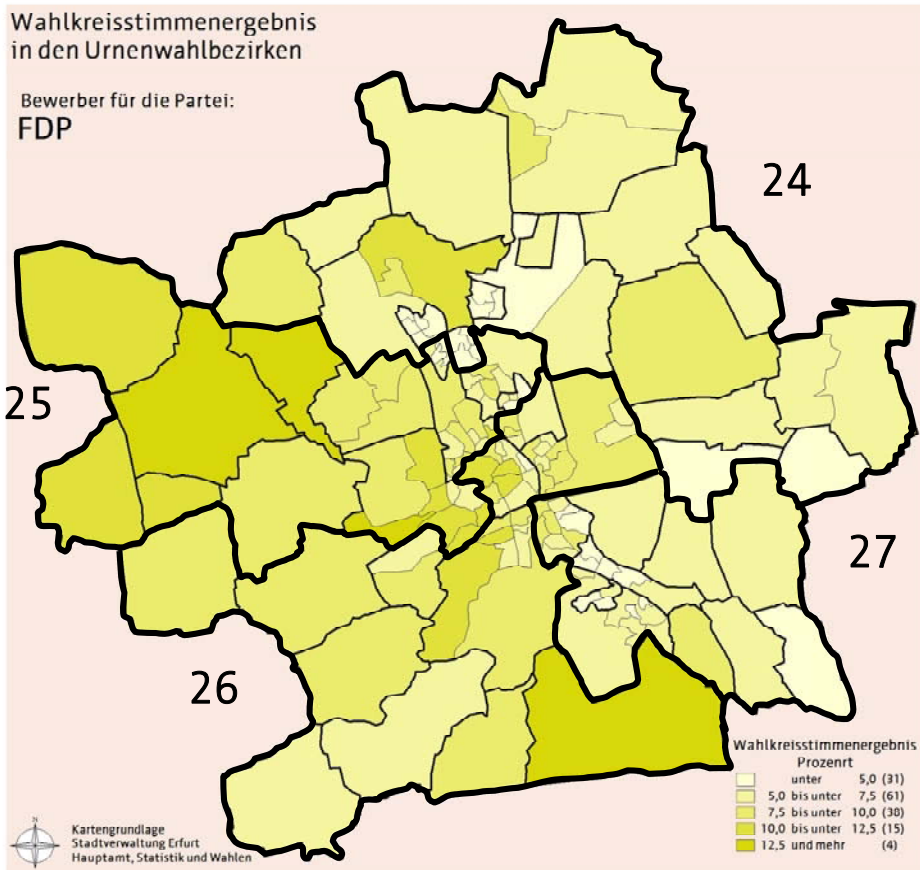 Wahlkreisstimmenergebnis
in den Urnenwahlbezirken
Bewerber für die Partei:
FDP
24
25
27
26
Wahlkreisstimmenergebnis
Prozenrt
unter 5,0 (31)
5,0 bis unter 7,5 (61)
7,5 bis unter 10,0 (38)
10,0 bis unter 12,5 (15)
12,5 und mehr (4)
N
Kartengrundlage
Stadtverwaltung Erfurt
Hauptamt, Statistik und Wahlen